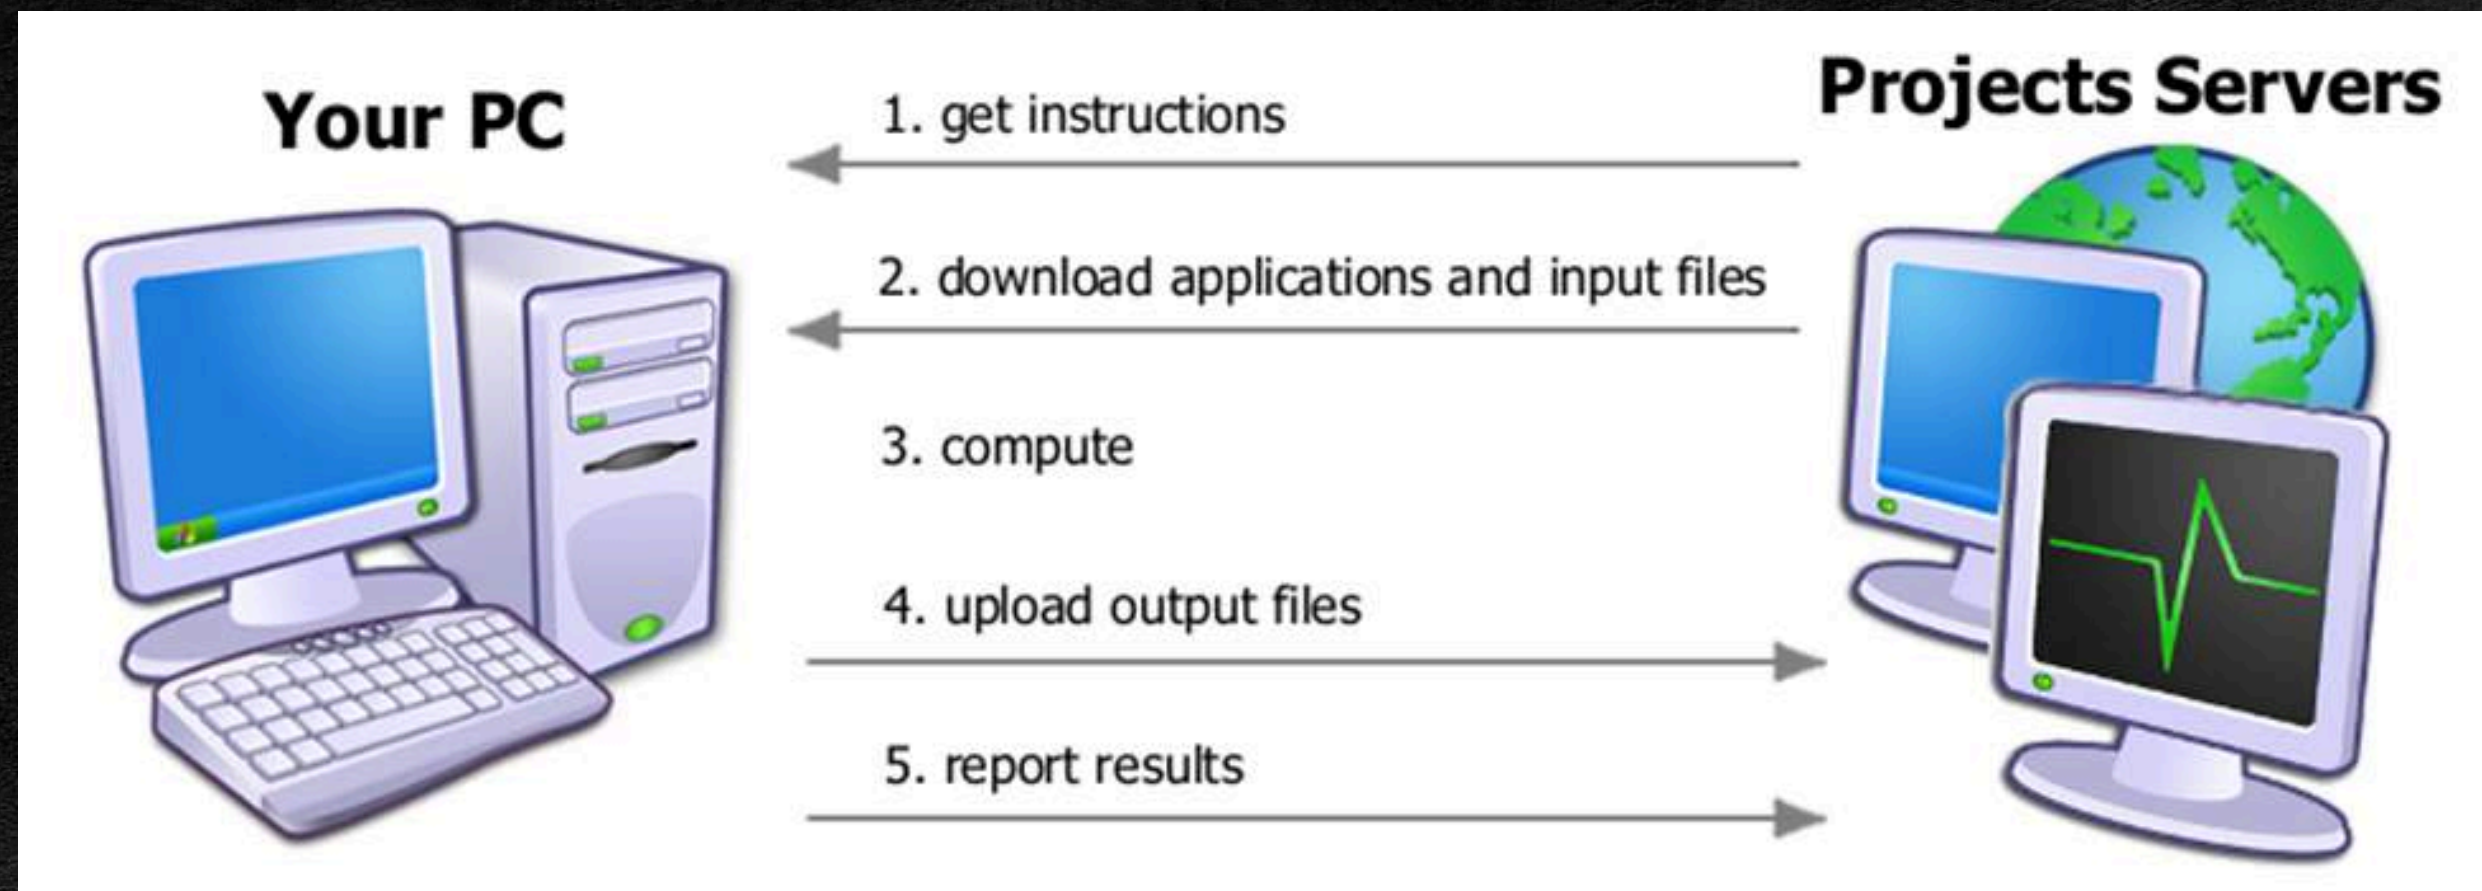 Your PC
Projects Servers
1. get instructions
2. download applications and input files
3. compute
4. upload output files
5. report results